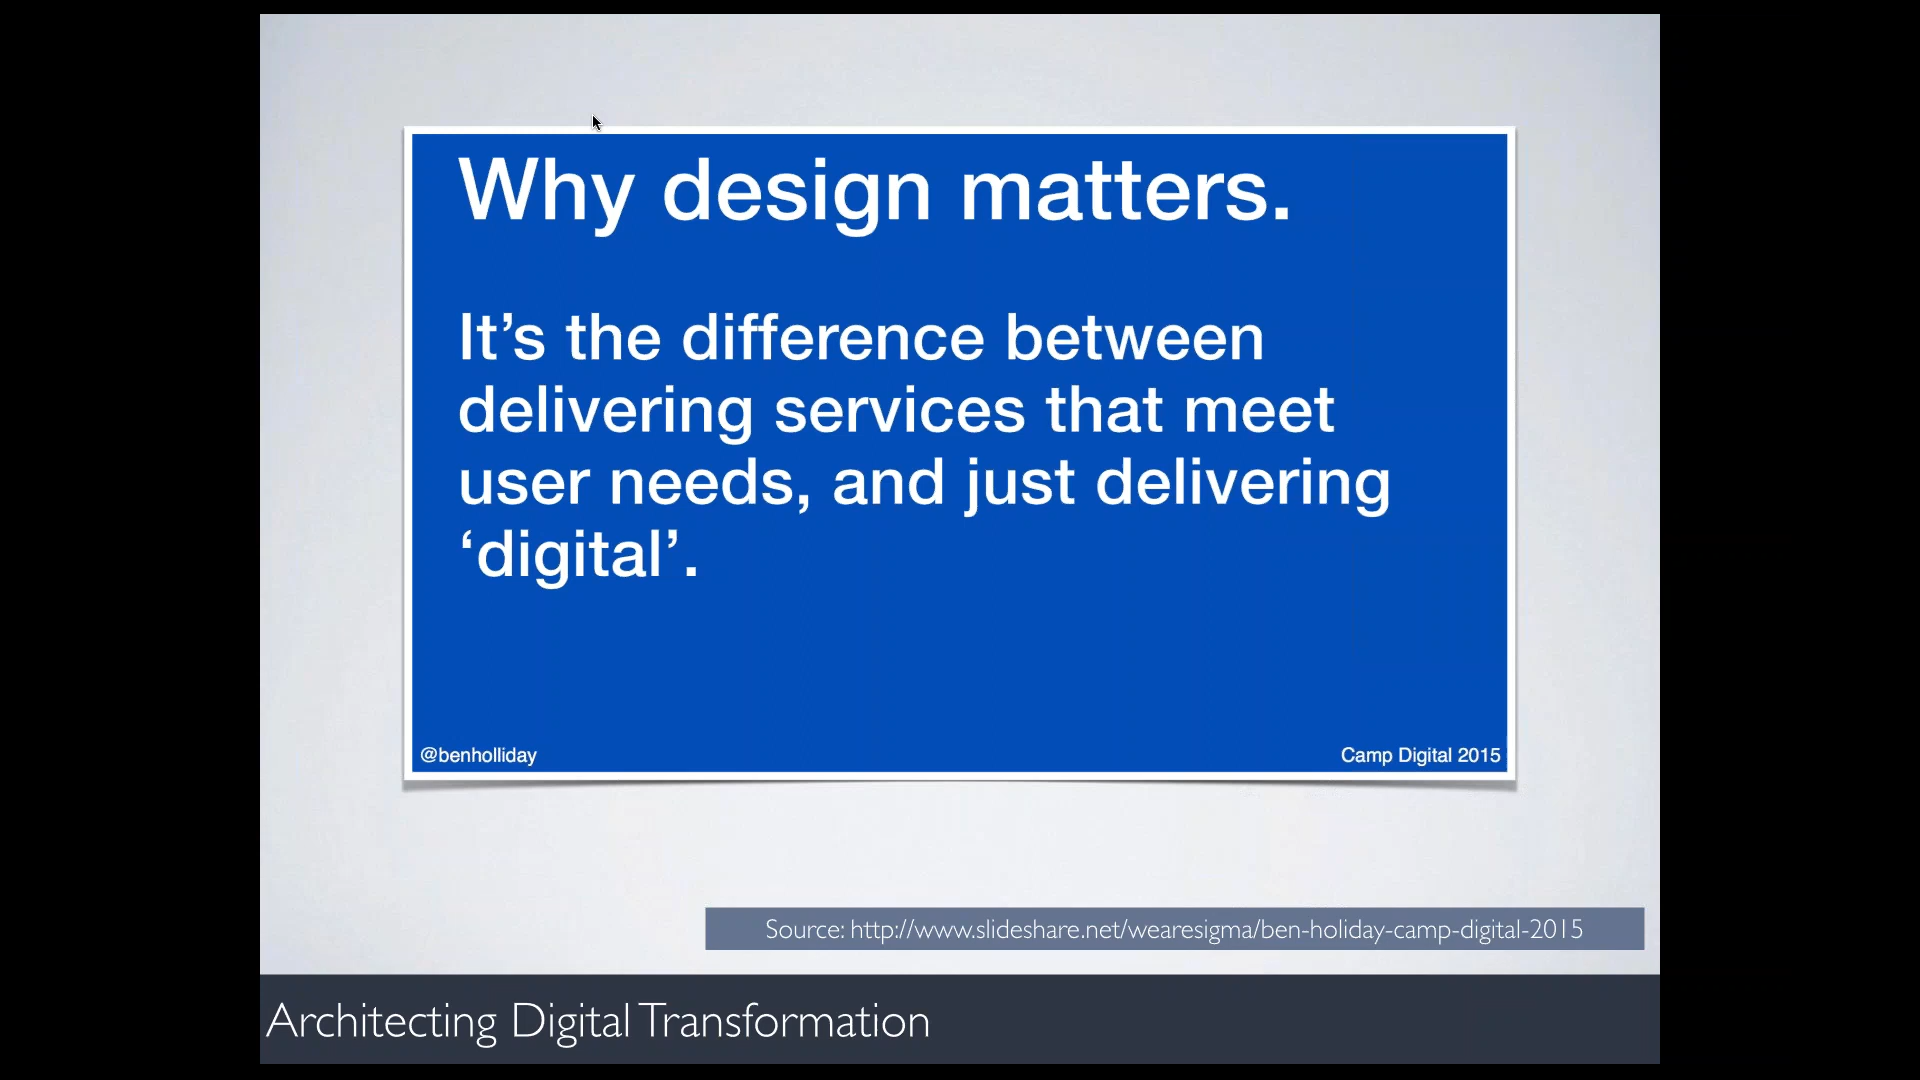 Why design matters.
It’s the difference between
delivering services that meet
user needs, and just delivering
‘digital’.
@benholliday
Camp Digital 2015
Source: http://www.slideshare.net/wearesigma/ben-holiday-camp-digital-2015
Architecting Digital Transformation